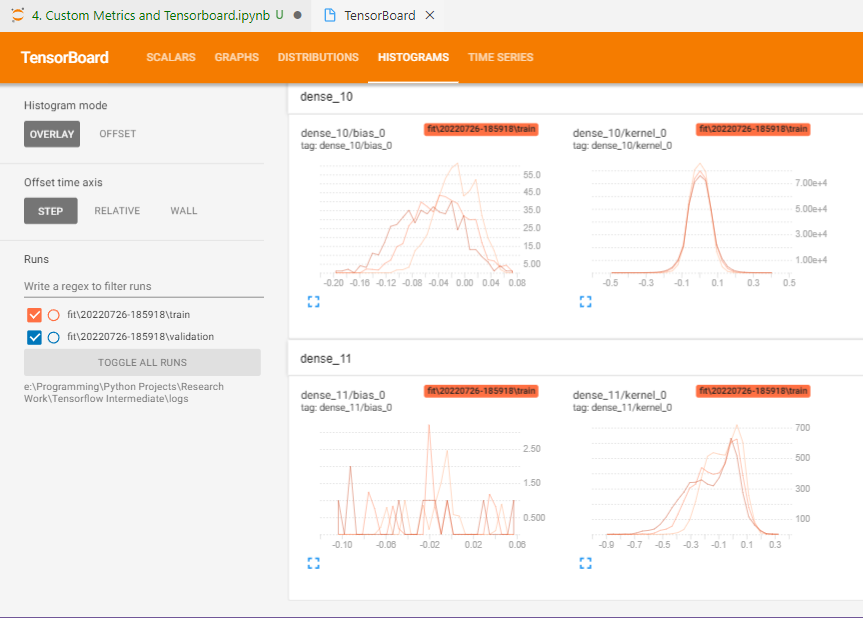 4. Custom Metrics and Tensorboard.ipynb U
TensorBoard
TensorBoard
SCALARS GRAPHS DISTRIBUTIONS HISTOGRAMS TIME SERIES
Histogram mode
OVERLAY OFFSET
Offset time axis
STEP RELATIVE WALL
Runs
Write a regex to filter runs
fit\20220726-185918\train
fit\20220726-185918\validation
TOGGLE ALL RUNS
e:\Programming\Python Projects\Research
Work\Tensorflow Intermediate\logs
dense_10
dense_10/bias_0
tag: dense_10/bias_0
fit\20220726-185918\train
55.0
45.0
35.0
25.0
15.0
5.00
-0.20 -0.16 -0.12 -0.08 -0.04 0.00 0.04 0.08
dense_10/kernel_0
tag: dense_10/kernel_0
fit\20220726-185918\train
7.00e+4
5.00e+4
3.00e+4
1.00e+4
-0.5 -0.3 -0.1 0.1 0.3 0.5
dense_11
dense_11/bias_0
tag: dense_11/bias_0
fit\20220726-185918\train
2.50
1.50
0.500
-0.10 -0.06 -0.02 0.02 0.06
dense_11/kernel_0
tag: dense_11/kernel_0
fit\20220726-185918\train
700
500
300
100
-0.9 -0.7 -0.5 -0.3 -0.1 0.1 0.3